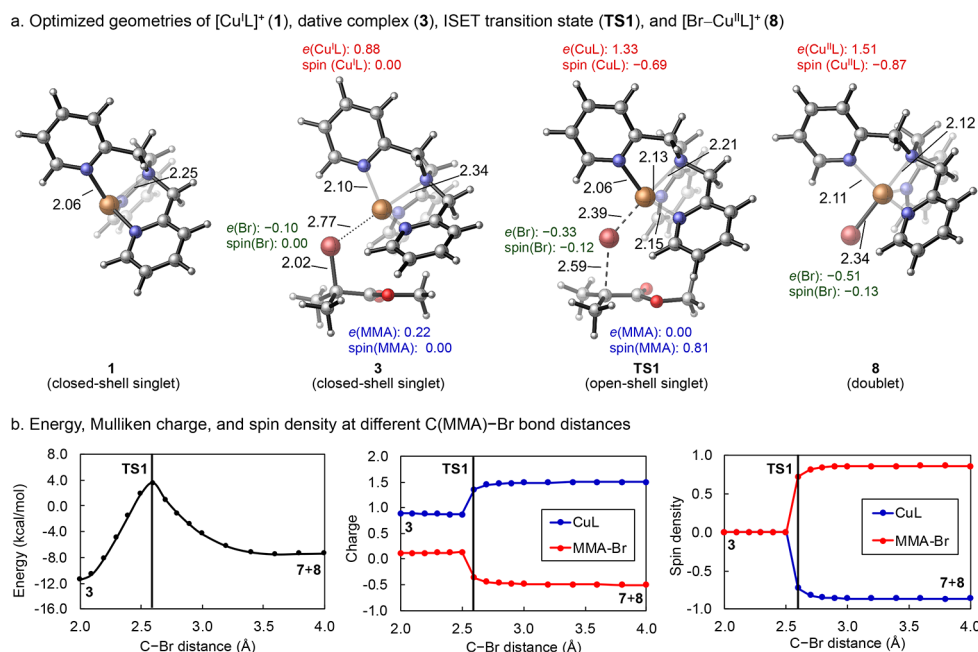 a. Optimized geometries of [CuᴵL]⁺ (1), dative complex (3), ISET transition state (TS1), and [Br–CuᴵᴵL]⁺ (8)
e(CuᴵL): 0.88
spin (CuᴵL): 0.00
e(CuL): 1.33
spin (CuL): −0.69
e(CuᴵᴵL): 1.51
spin (CuᴵᴵL): −0.87
2.06
2.25
2.10
2.34
2.77
2.02
e(Br): −0.10
spin(Br): 0.00
2.13
2.21
2.06
2.39
2.15
2.59
e(Br): −0.33
spin(Br): −0.12
2.12
2.11
2.34
e(Br): −0.51
spin(Br): −0.13
e(MMA): 0.22
spin(MMA): 0.00
e(MMA): 0.00
spin(MMA): 0.81
1
(closed-shell singlet)
3
(closed-shell singlet)
TS1
(open-shell singlet)
8
(doublet)
b. Energy, Mulliken charge, and spin density at different C(MMA)−Br bond distances
Energy (kcal/mol)
8.0
4.0
0.0
-4.0
-8.0
-12.0
-16.0
TS1
3
7+8
2.0 2.5 3.0 3.5 4.0
C−Br distance (Å)
Charge
2.0
1.5
1.0
0.5
0.0
-0.5
-1.0
TS1
3
CuL
MMA-Br
7+8
2.0 2.5 3.0 3.5 4.0
C−Br distance (Å)
Spin density
1.0
0.5
0.0
-0.5
-1.0
TS1
3
CuL
MMA-Br
7+8
2.0 2.5 3.0 3.5 4.0
C−Br distance (Å)